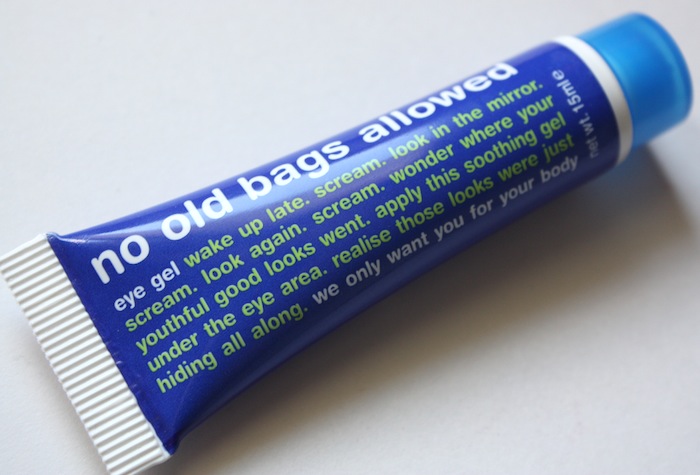 no old bags allowed
eye gel wake up late. scream. look in the mirror.
scream. look again. scream. wonder where your
youthful good looks went. apply this soothing gel
under the eye area. realise those looks were just
hiding all along. we only want you for your body
net wt. 15mle